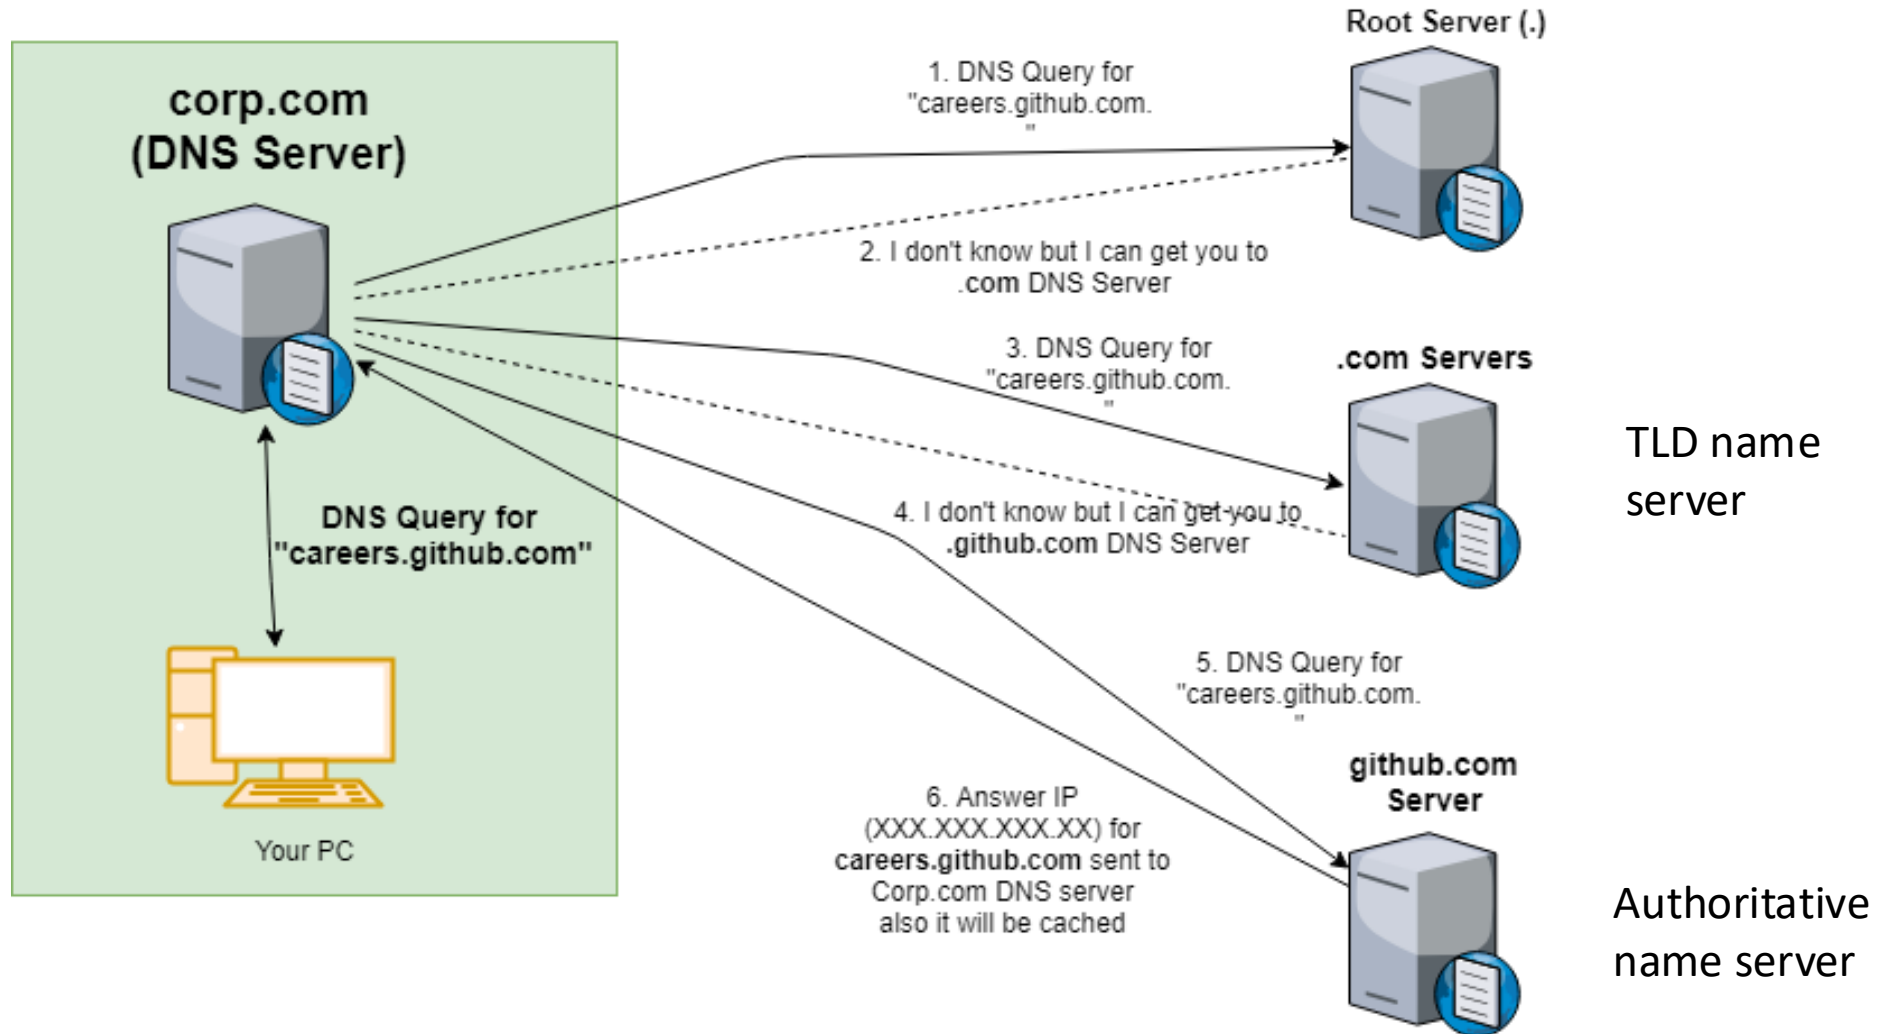 Root Server (.)
corp.com
(DNS Server)
1. DNS Query for
"careers.github.com.
"
2. I don't know but I can get you to
.com DNS Server
3. DNS Query for
"careers.github.com.
"
.com Servers
TLD name
server
4. I don't know but I can get you to
.github.com DNS Server
DNS Query for
"careers.github.com"
5. DNS Query for
"careers.github.com.
"
github.com
Server
6. Answer IP
(XXX.XXX.XXX.XX) for
careers.github.com sent to
Corp.com DNS server
also it will be cached
Your PC
Authoritative
name server